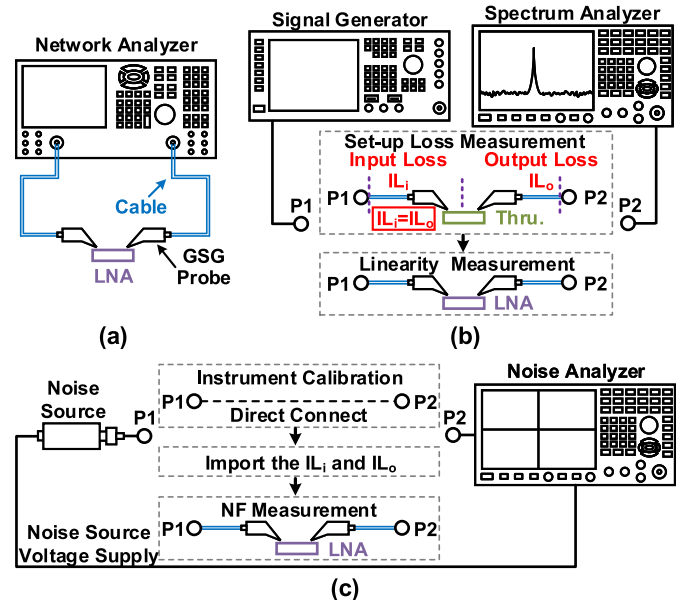 Network Analyzer
Cable
GSG
Probe
LNA
(a)
Signal Generator
Spectrum Analyzer
Set-up Loss Measurement
Input Loss
Output Loss
ILi
ILo
P1
P2
ILi=ILo
Thru.
P1
P2
Linearity Measurement
P1
P2
LNA
(b)
Noise
Source
P1
Instrument Calibration
P1
P2
Direct Connect
Import the ILi and ILo
NF Measurement
P1
P2
LNA
P2
Noise Analyzer
Noise Source
Voltage Supply
(c)